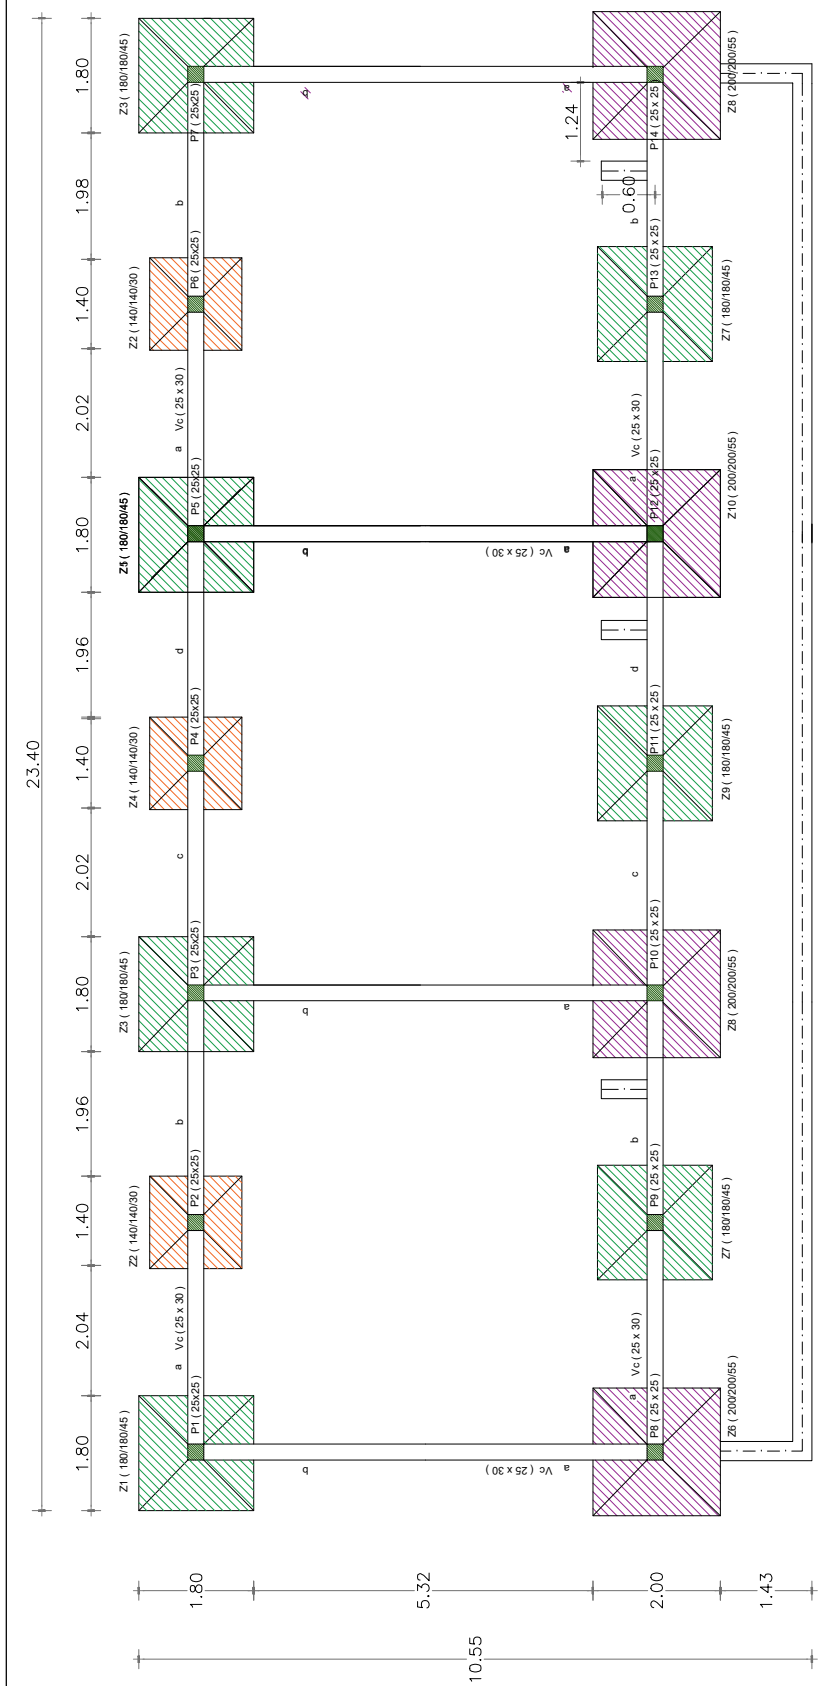 23.40
1.80
2.04
1.40
1.96
1.80
2.02
1.40
1.96
1.80
2.02
1.40
1.98
1.80
Z1 ( 180/180/45 )
Z2 ( 140/140/30 )
Z3 ( 180/180/45 )
Z4 ( 140/140/30 )
Z5 ( 180/180/45 )
Z2 ( 140/140/30 )
Z3 ( 180/180/45 )
a Vc ( 25 x 30 )
b
c
d
a Vc ( 25 x 30 )
b
P1 ( 25x25 )
P2 ( 25x25 )
P3 ( 25x25 )
P4 ( 25x25 )
P5 ( 25x25 )
P6 ( 25x25 )
P7 ( 25x25 )
1.80
b
b
b
b
5.32
Vc ( 25 x 30 )
Vc ( 25 x 30 )
a
a
a
a
1.24
0.60
a Vc ( 25 x 30 )
b
c
d
a Vc ( 25 x 30 )
b
P8 ( 25 x 25 )
P9 ( 25 x 25 )
P10 ( 25 x 25 )
P11 ( 25 x 25 )
P12 ( 25 x 25 )
P13 ( 25 x 25 )
P14 ( 25 x 25 )
2.00
Z6 ( 200/200/55 )
Z7 ( 180/180/45 )
Z8 ( 200/200/55 )
Z9 ( 180/180/45 )
Z10 ( 200/200/55 )
Z7 ( 180/180/45 )
Z8 ( 200/200/55 )
1.43
10.55